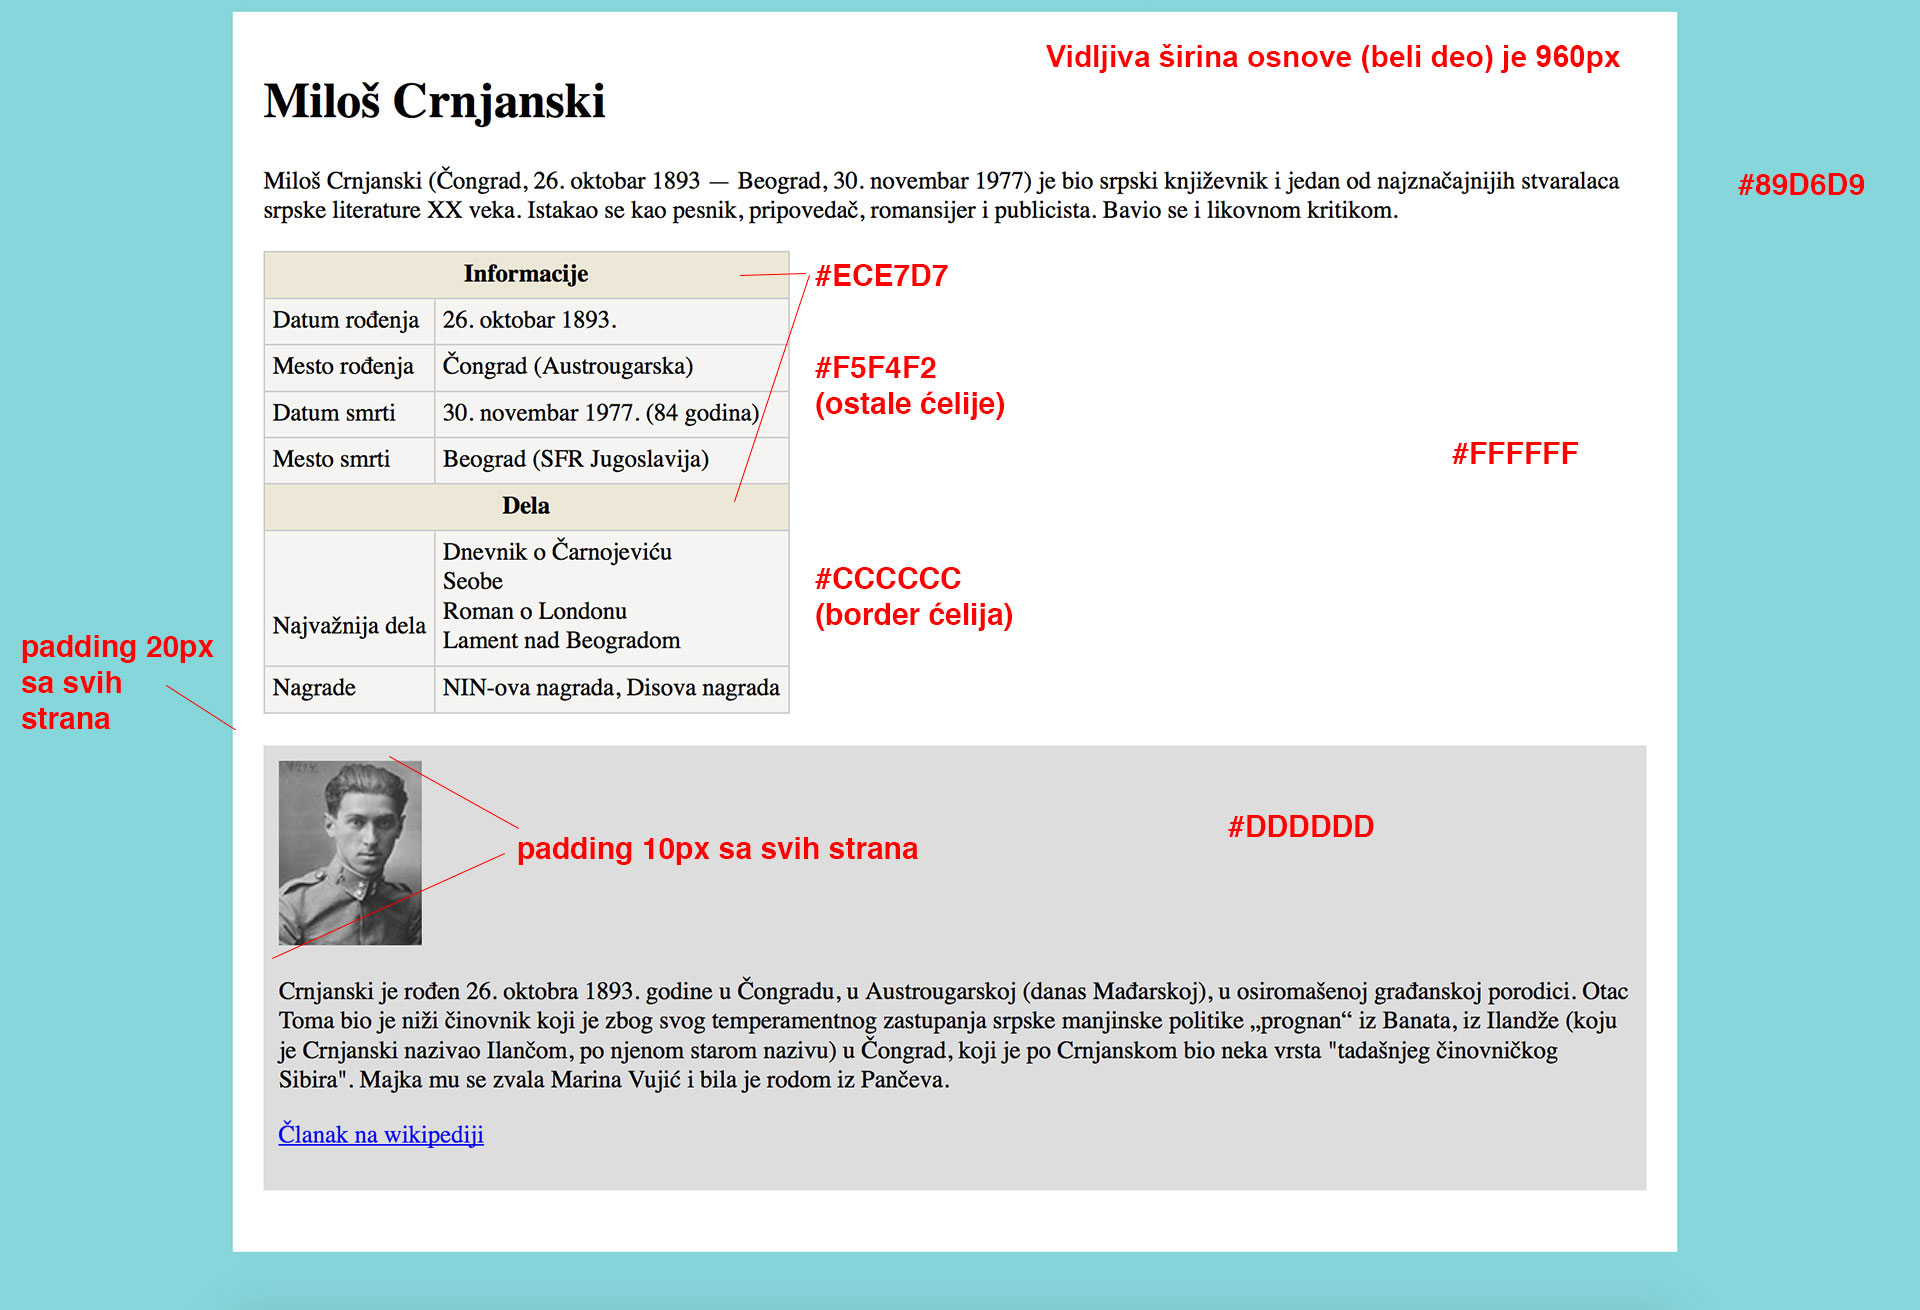 Vidljiva širina osnove (beli deo) je 960px
Miloš Crnjanski
Miloš Crnjanski (Čongrad, 26. oktobar 1893 — Beograd, 30. novembar 1977) je bio srpski književnik i jedan od najznačajnijih stvaralaca
srpske literature XX veka. Istakao se kao pesnik, pripovedač, romansijer i publicista. Bavio se i likovnom kritikom.
#89D6D9
Informacije
#ECE7D7
Datum rođenja 26. oktobar 1893.
Mesto rođenja Čongrad (Austrougarska)
#F5F4F2
(ostale ćelije)
Datum smrti 30. novembar 1977. (84 godina)
Mesto smrti Beograd (SFR Jugoslavija)
#FFFFFF
Dela
Najvažnija dela
Dnevnik o Čarnojeviću
Seobe
Roman o Londonu
Lament nad Beogradom
#CCCCCC
(border ćelija)
Nagrade NIN-ova nagrada, Disova nagrada
padding 20px
sa svih
strana
padding 10px sa svih strana
#DDDDDD
Crnjanski je rođen 26. oktobra 1893. godine u Čongradu, u Austrougarskoj (danas Mađarskoj), u osiromašenoj građanskoj porodici. Otac
Toma bio je niži činovnik koji je zbog svog temperamentnog zastupanja srpske manjinske politike „prognan“ iz Banata, iz Ilandže (koju
je Crnjanski nazivao Ilančom, po njenom starom nazivu) u Čongrad, koji je po Crnjanskom bio neka vrsta "tadašnjeg činovničkog
Sibira". Majka mu se zvala Marina Vujić i bila je rodom iz Pančeva.
Članak na wikipediji